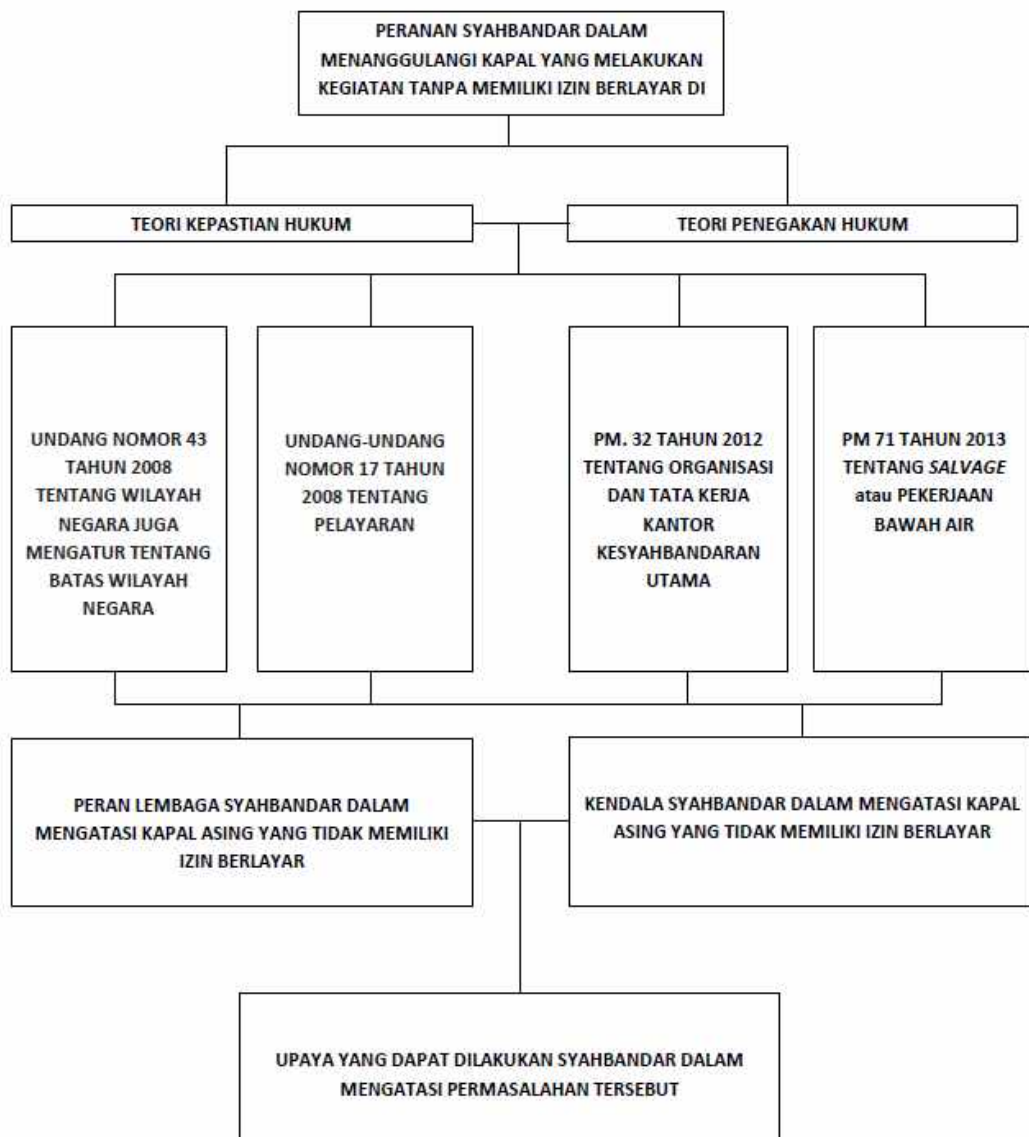 PERANAN SYAHBANDAR DALAM
MENANGGULANGI KAPAL YANG MELAKUKAN
KEGIATAN TANPA MEMILIKI IZIN BERLAYAR DI
TEORI KEPASTIAN HUKUM
TEORI PENEGAKAN HUKUM
UNDANG NOMOR 43
TAHUN 2008
TENTANG WILAYAH
NEGARA JUGA
MENGATUR TENTANG
BATAS WILAYAH
NEGARA
UNDANG-UNDANG
NOMOR 17 TAHUN
2008 TENTANG
PELAYARAN
PM. 32 TAHUN 2012
TENTANG ORGANISASI
DAN TATA KERJA
KANTOR
KESYAHBANDARAN
UTAMA
PM 71 TAHUN 2013
TENTANG SALVAGE
atau PEKERJAAN
BAWAH AIR
PERAN LEMBAGA SYAHBANDAR DALAM
MENGATASI KAPAL ASING YANG TIDAK MEMILIKI
IZIN BERLAYAR
KENDALA SYAHBANDAR DALAM MENGATASI KAPAL
ASING YANG TIDAK MEMILIKI IZIN BERLAYAR
UPAYA YANG DAPAT DILAKUKAN SYAHBANDAR DALAM
MENGATASI PERMASALAHAN TERSEBUT